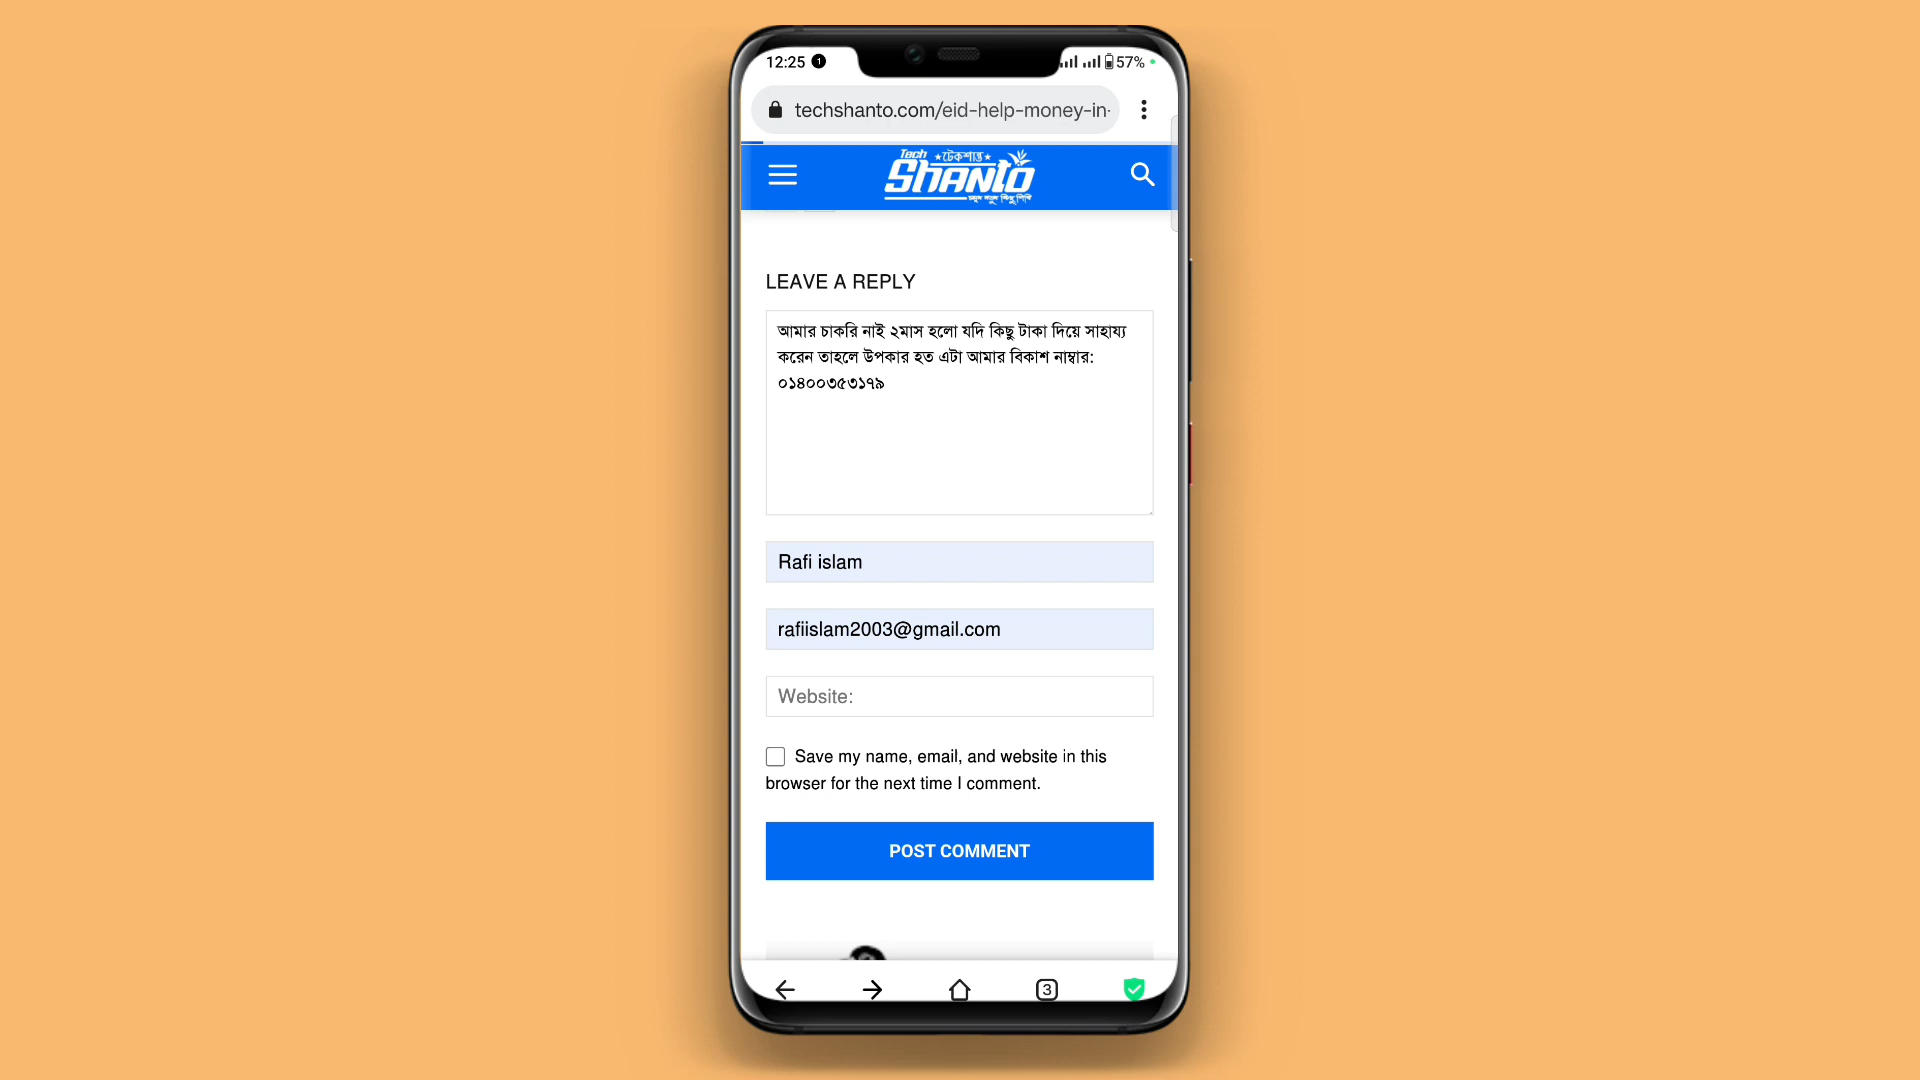 12:25 1
57%
techshanto.com/eid-help-money-in-
Tech ★টেকশান্ত★
Shanto
LEAVE A REPLY
আমার চাকরি নাই ২মাস হলো যদি কিছু টাকা দিয়ে সাহায্য
করেন তাহলে উপকার হত এটা আমার বিকাশ নাম্বার:
০১৪০০৩৫৩১৭৯
Rafi islam
rafiislam2003@gmail.com
Website:
Save my name, email, and website in this
browser for the next time I comment.
POST COMMENT
3